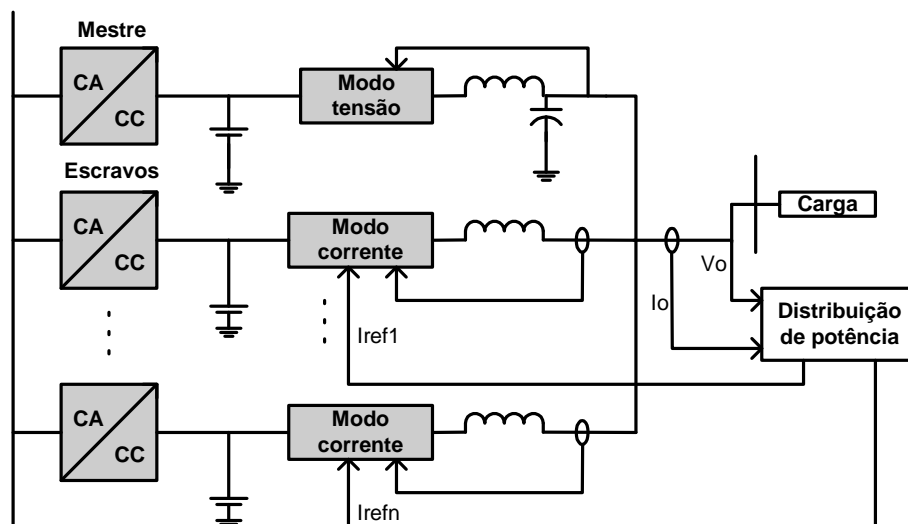 Mestre
CA
CC
Modo
tensão
Escravos
CA
CC
Modo
corrente
Carga
Vo
Io
Iref1
Distribuição
de potência
CA
CC
Modo
corrente
Irefn